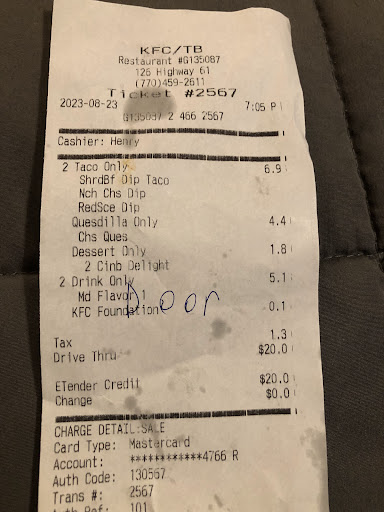 KFC/TB
Restaurant #G135087
126 Highway 61
(770)459-2611
Ticket #2567
2023-08-23 7:05 P
G135087 2 466 2567
Cashier: Henry
2 Taco Only 6.9
ShrdBf Dip Taco
Nch Chs Dip
RedSce Dip
Quesdilla Only 4.4
Chs Ques
Dessert Only 1.8
2 Cinb Delight
2 Drink Only 5.1
Md Flavor 1
KFC Foundation 0.1
Door
Tax 1.3
Drive Thru $20.0
ETender Credit $20.0
Change $0.0
CHARGE DETAIL:SALE
Card Type: Mastercard
Account: ************4766 R
Auth Code: 130567
Trans #: 2567
Auth Ref: 101